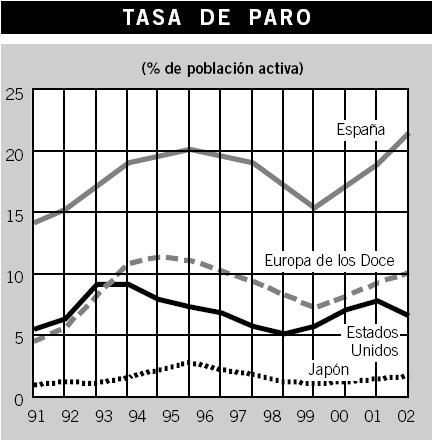 TASA DE PARO
(% de población activa)
25
20
15
10
5
0
España
Europa de los Doce
Estados
Unidos
Japón
91 92 93 94 95 96 97 98 99 00 01 02